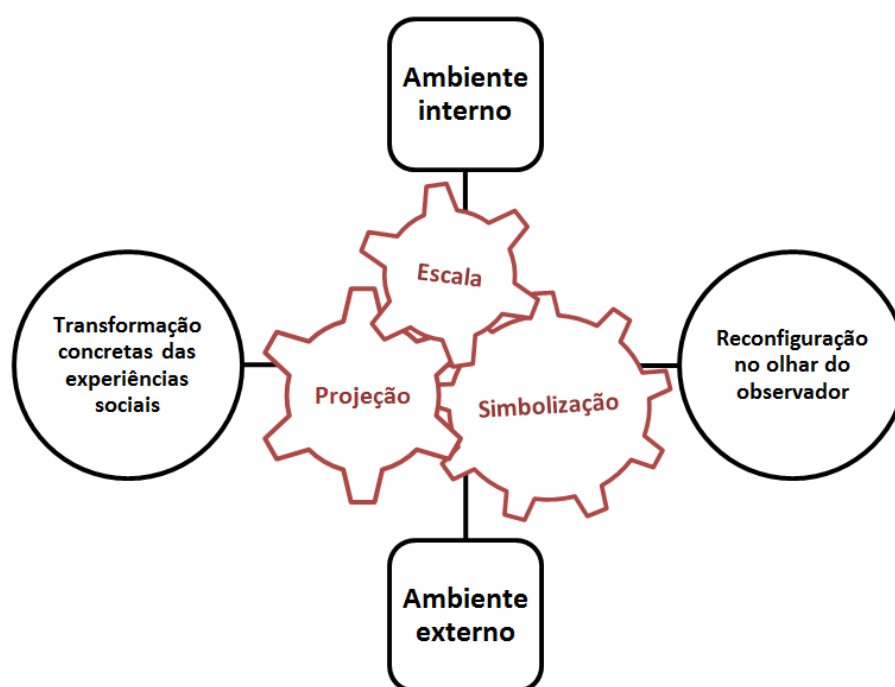 Ambiente
interno
Escala
Transformação
concretas das
experiências
sociais
Projeção
Simbolização
Reconfiguração
no olhar do
observador
Ambiente
externo